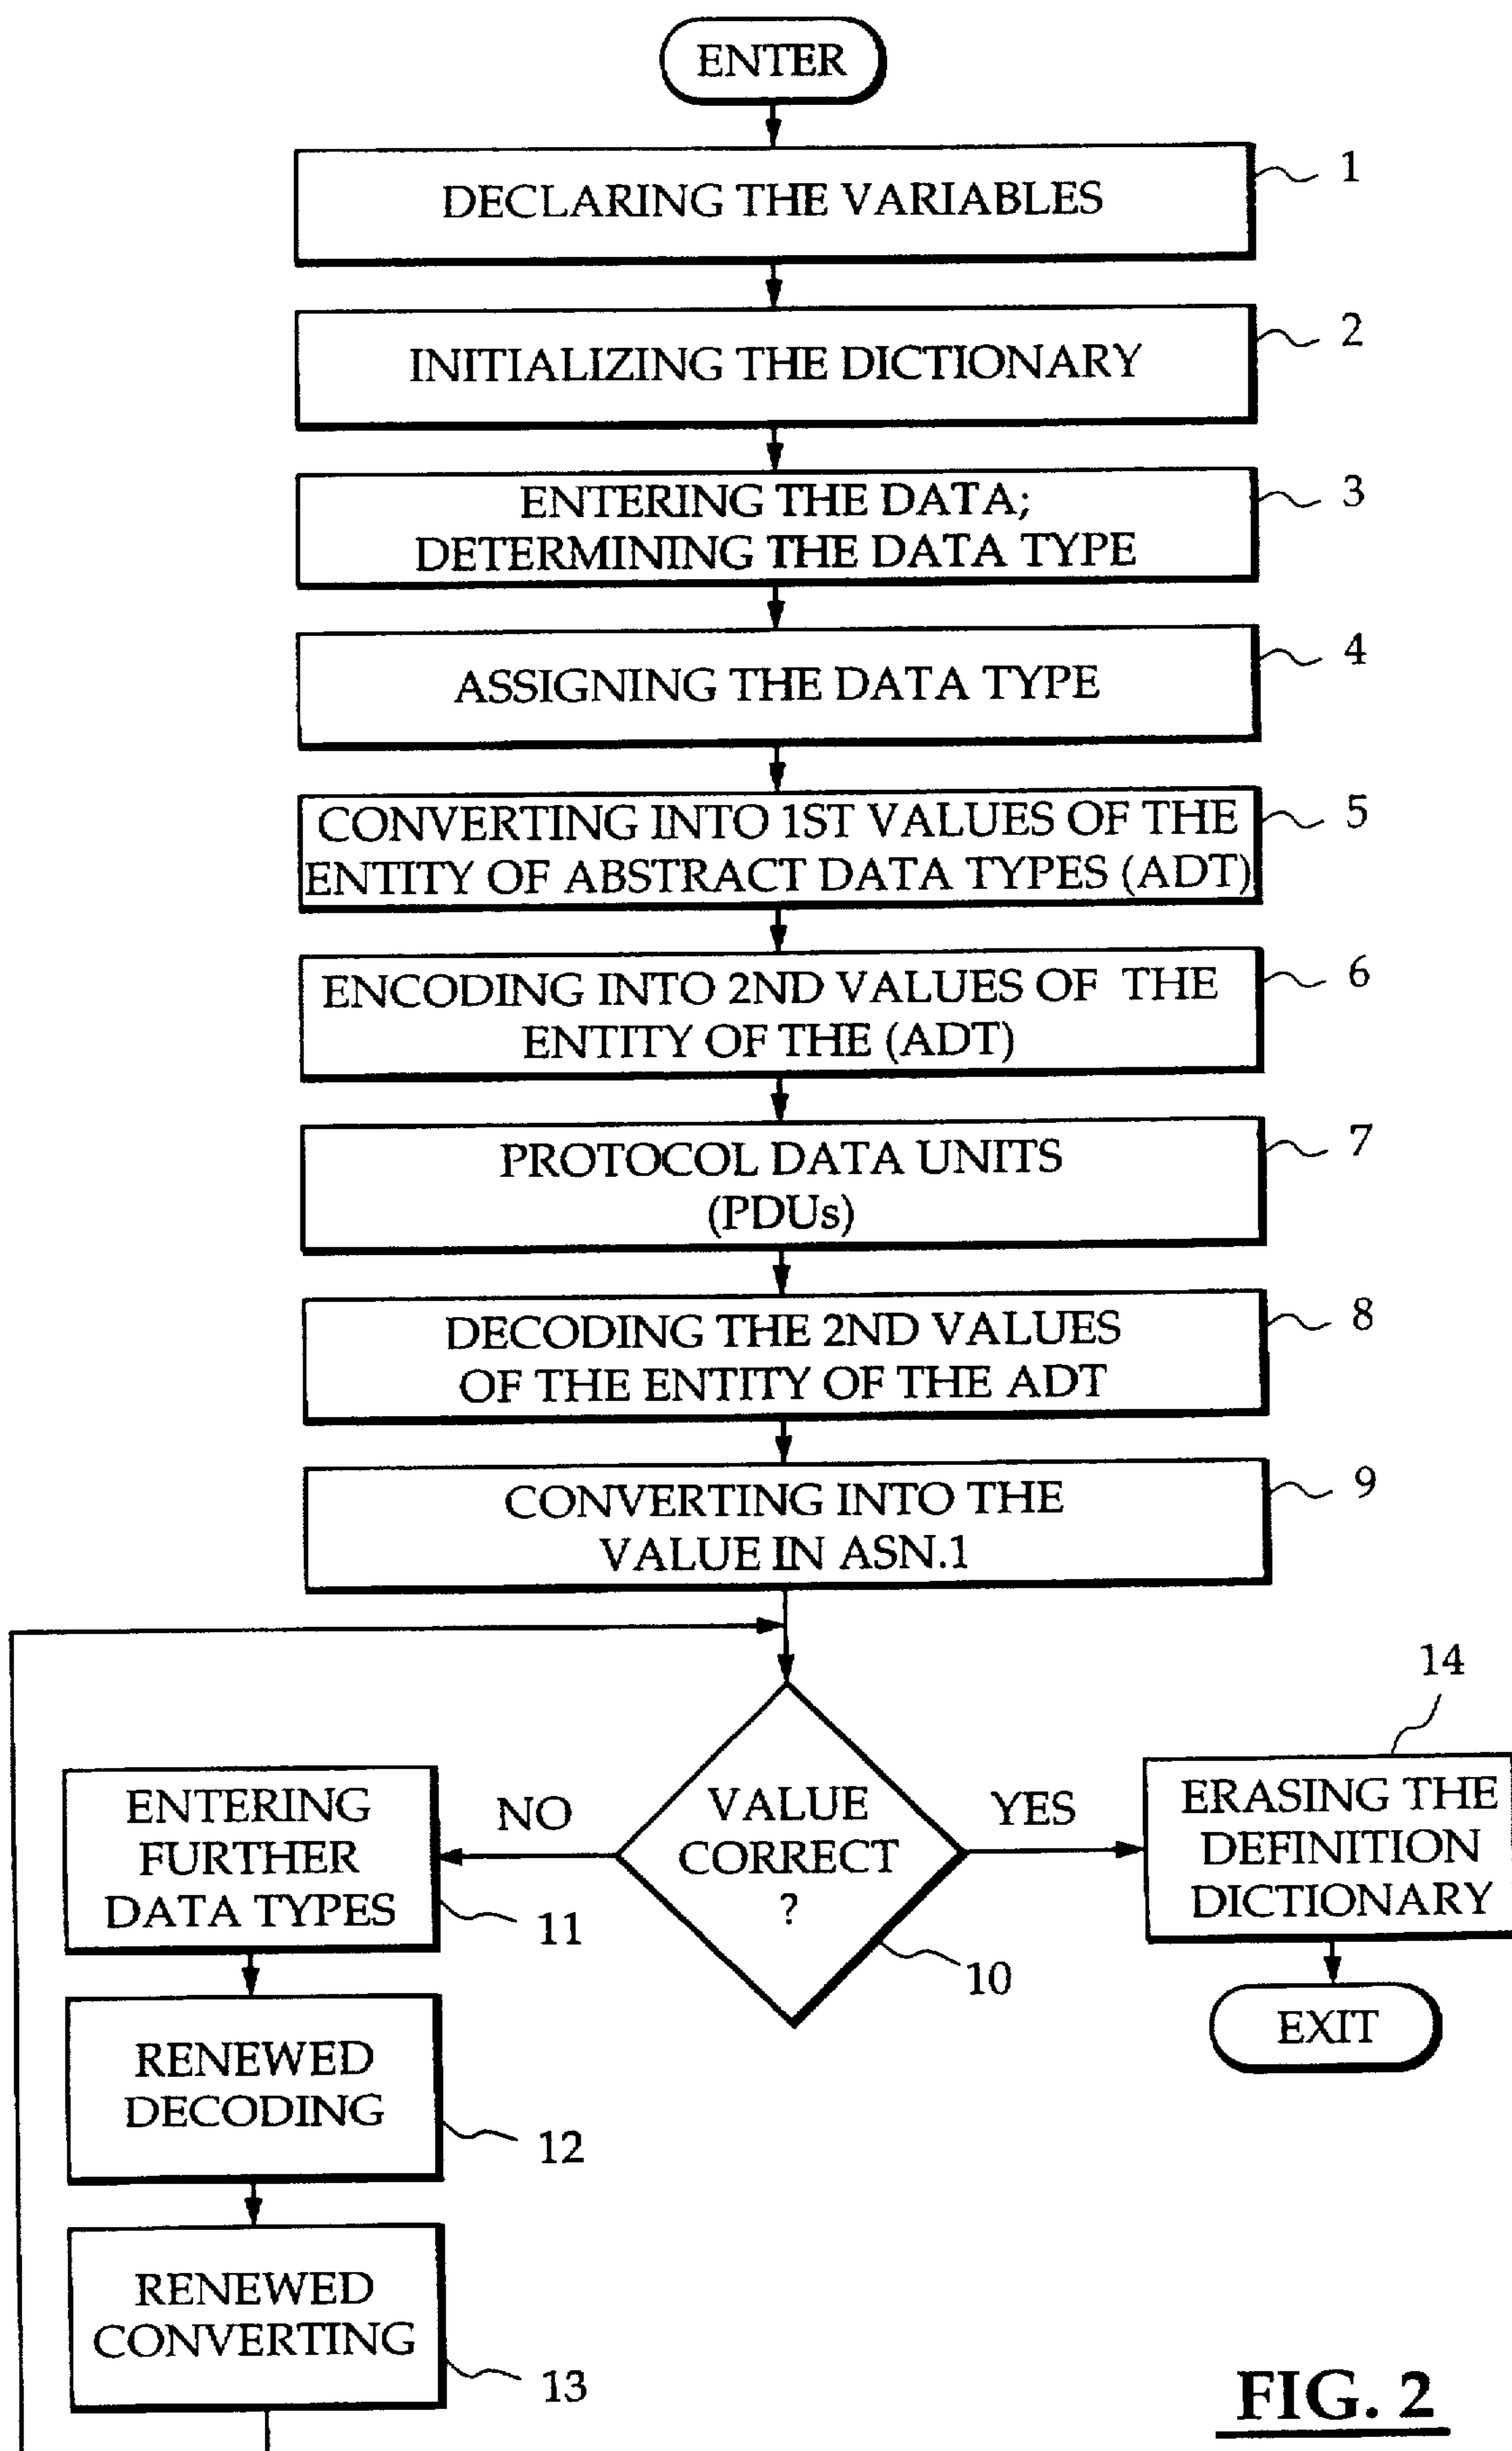 ENTER
DECLARING THE VARIABLES
1
INITIALIZING THE DICTIONARY
2
ENTERING THE DATA;
DETERMINING THE DATA TYPE
3
ASSIGNING THE DATA TYPE
4
CONVERTING INTO 1ST VALUES OF THE
ENTITY OF ABSTRACT DATA TYPES (ADT)
5
ENCODING INTO 2ND VALUES OF THE
ENTITY OF THE (ADT)
6
PROTOCOL DATA UNITS
(PDUs)
7
DECODING THE 2ND VALUES
OF THE ENTITY OF THE ADT
8
CONVERTING INTO THE
VALUE IN ASN.1
9
VALUE
CORRECT
?
10
NO
YES
ENTERING
FURTHER
DATA TYPES
11
RENEWED
DECODING
12
RENEWED
CONVERTING
13
14
ERASING THE
DEFINITION
DICTIONARY
EXIT
FIG. 2